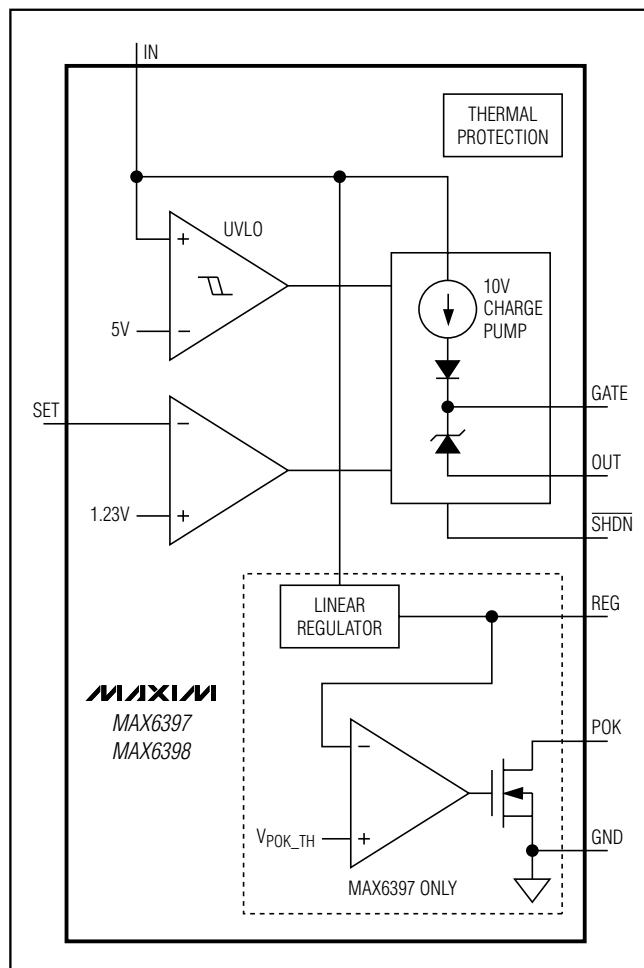 IN
THERMAL
PROTECTION
UVLO
+
5V
−
10V
CHARGE
PUMP
GATE
SET
−
OUT
1.23V
+
SHDN
LINEAR
REGULATOR
REG
MAXIM
MAX6397
MAX6398
−
POK
VPOK_TH
+
GND
MAX6397 ONLY